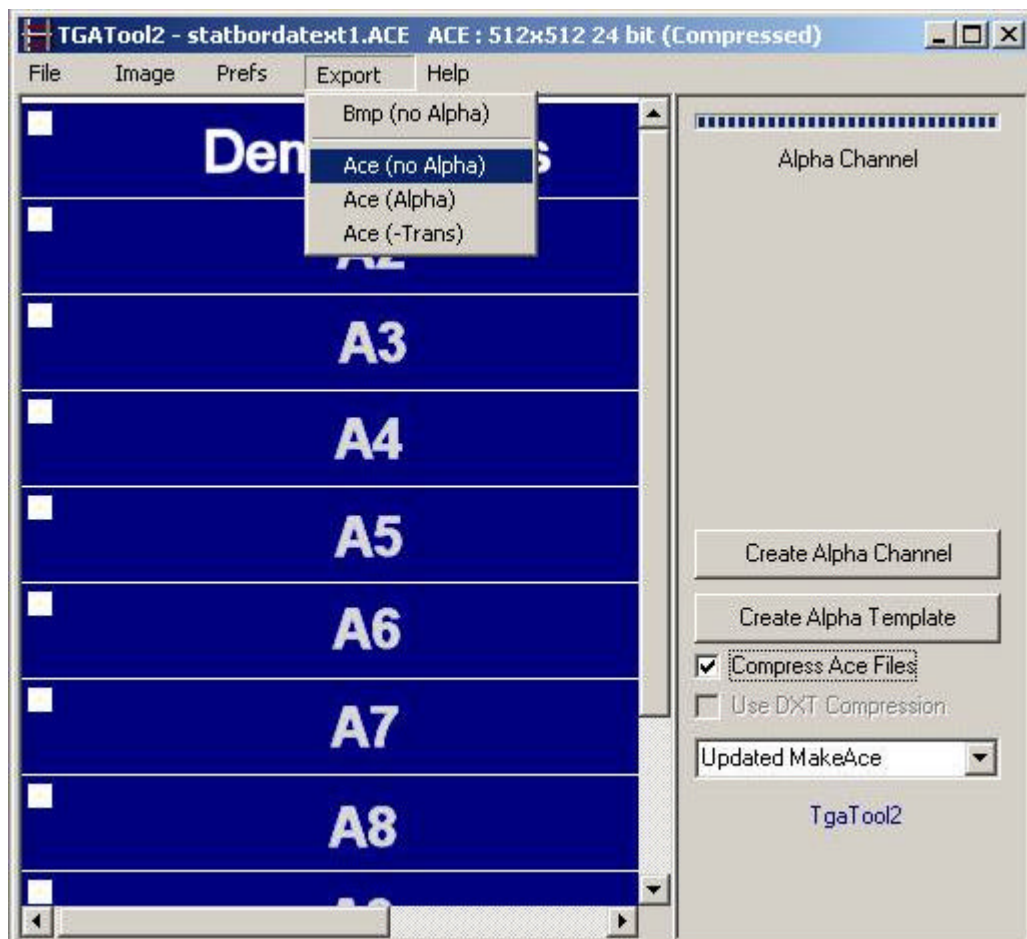 TGATool2 - statbordatext1.ACE ACE : 512x512 24 bit (Compressed)
File Image Prefs Export Help
Bmp (no Alpha)
Ace (no Alpha)
Ace (Alpha)
Ace (-Trans)
A2
A3
A4
A5
A6
A7
A8
Alpha Channel
Create Alpha Channel
Create Alpha Template
Compress Ace Files
Use DXT Compression
Updated MakeAce
TgaTool2